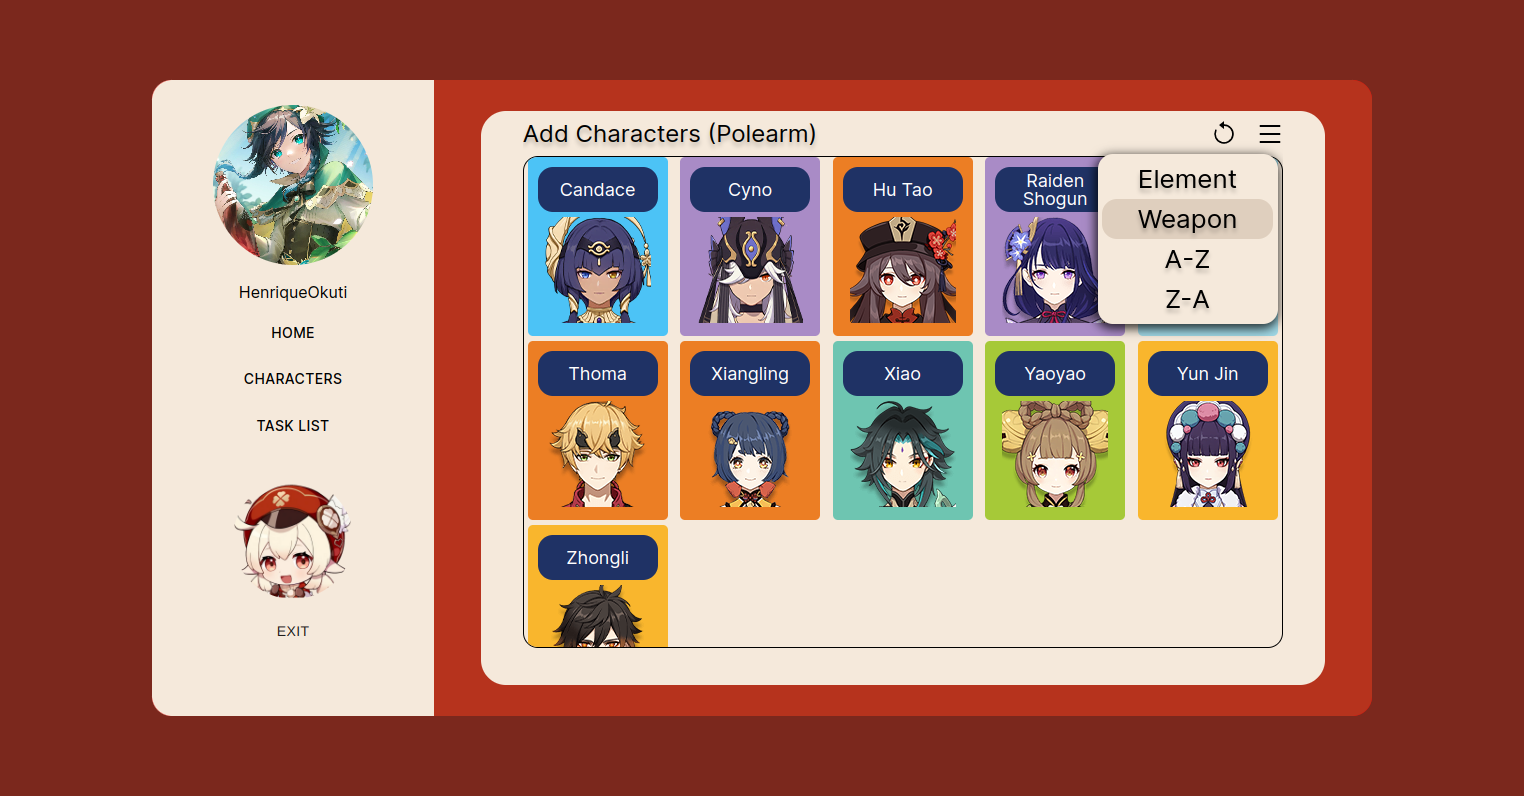 HenriqueOkuti
HOME
CHARACTERS
TASK LIST
EXIT
Add Characters (Polearm)
Element
Weapon
A-Z
Z-A
Candace
Cyno
Hu Tao
Raiden
Shogun
Thoma
Xiangling
Xiao
Yaoyao
Yun Jin
Zhongli